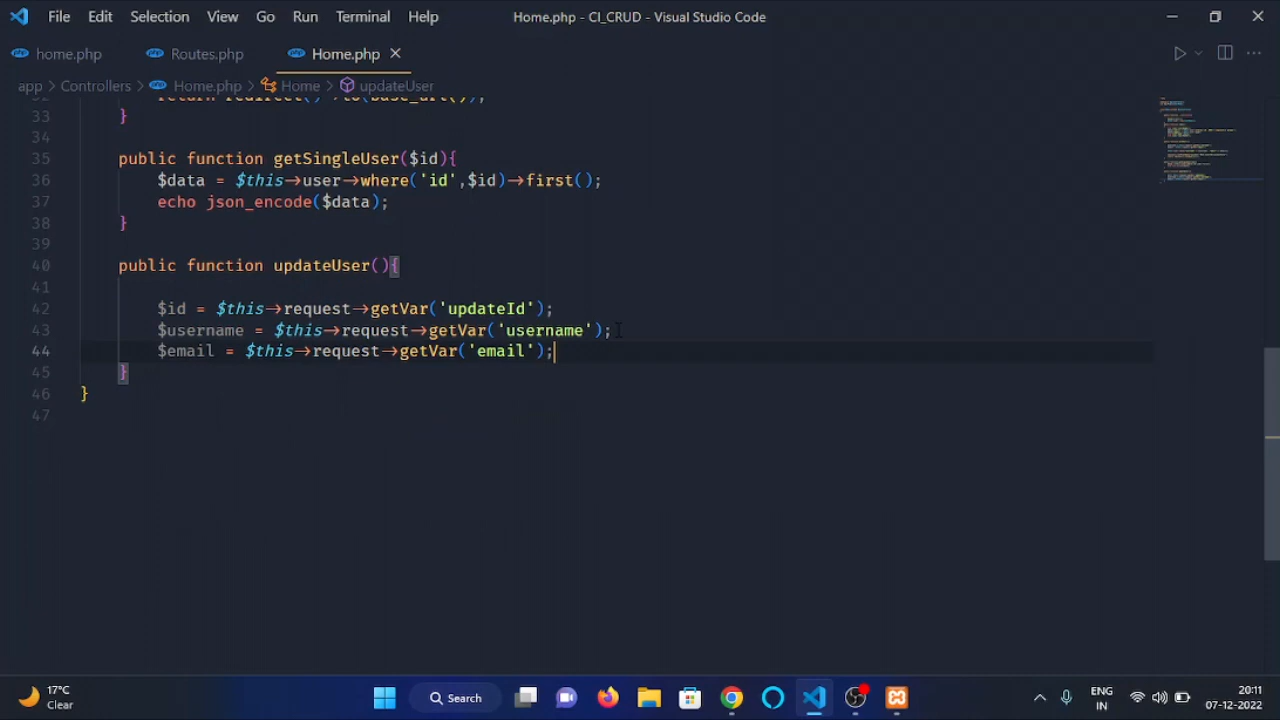 File Edit Selection View Go Run Terminal Help Home.php - CI_CRUD - Visual Studio Code
home.php Routes.php Home.php
app > Controllers > Home.php > Home > updateUser
33 }
34
35 public function getSingleUser($id){
36 $data = $this->user->where('id',$id)->first();
37 echo json_encode($data);
38 }
39
40 public function updateUser(){
41
42 $id = $this->request->getVar('updateId');
43 $username = $this->request->getVar('username');
44 $email = $this->request->getVar('email');
45 }
46 }
47
17°C
Clear
Search
ENG
IN
20:11
07-12-2022